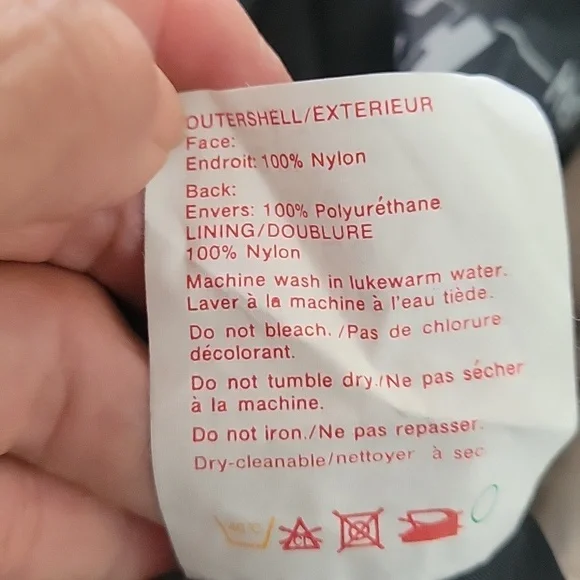 OUTERSHELL/EXTERIEUR
Face:
Endroit: 100% Nylon
Back:
Envers: 100% Polyuréthane
LINING/DOUBLURE
100% Nylon
Machine wash in lukewarm water.
Laver à la machine à l'eau tiède.
Do not bleach. /Pas de chlorure
décolorant.
Do not tumble dry./Ne pas sécher
à la machine.
Do not iron./Ne pas repasser.
Dry-cleanable/nettoyer à sec
40°C CL